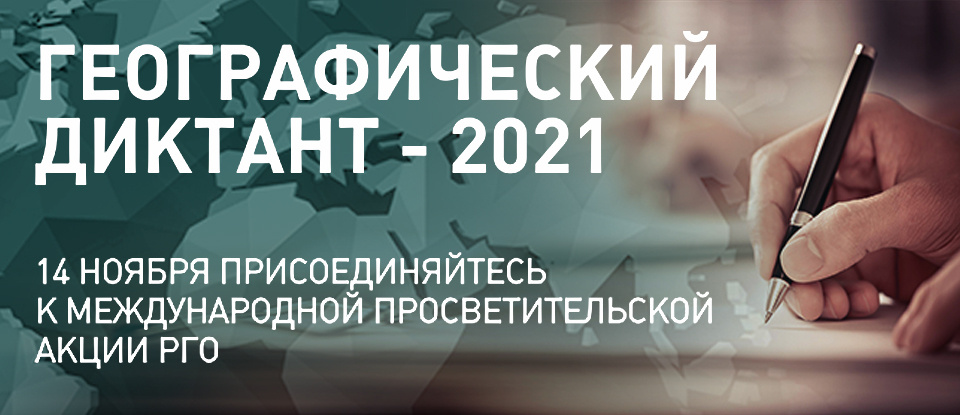 ГЕОГРАФИЧЕСКИЙ
ДИКТАНТ - 2021
14 НОЯБРЯ ПРИСОЕДИНЯЙТЕСЬ
К МЕЖДУНАРОДНОЙ ПРОСВЕТИТЕЛЬСКОЙ
АКЦИИ РГО